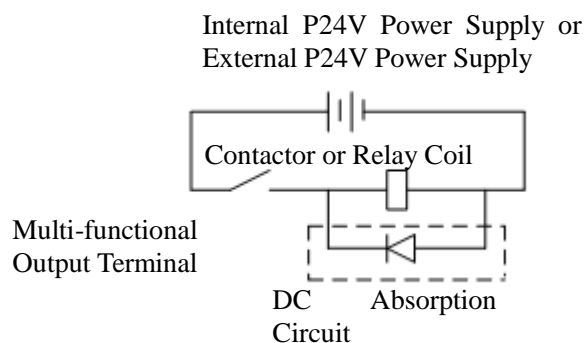 Internal P24V Power Supply or
External P24V Power Supply
Contactor or Relay Coil
Multi-functional
Output Terminal
DC Absorption
Circuit